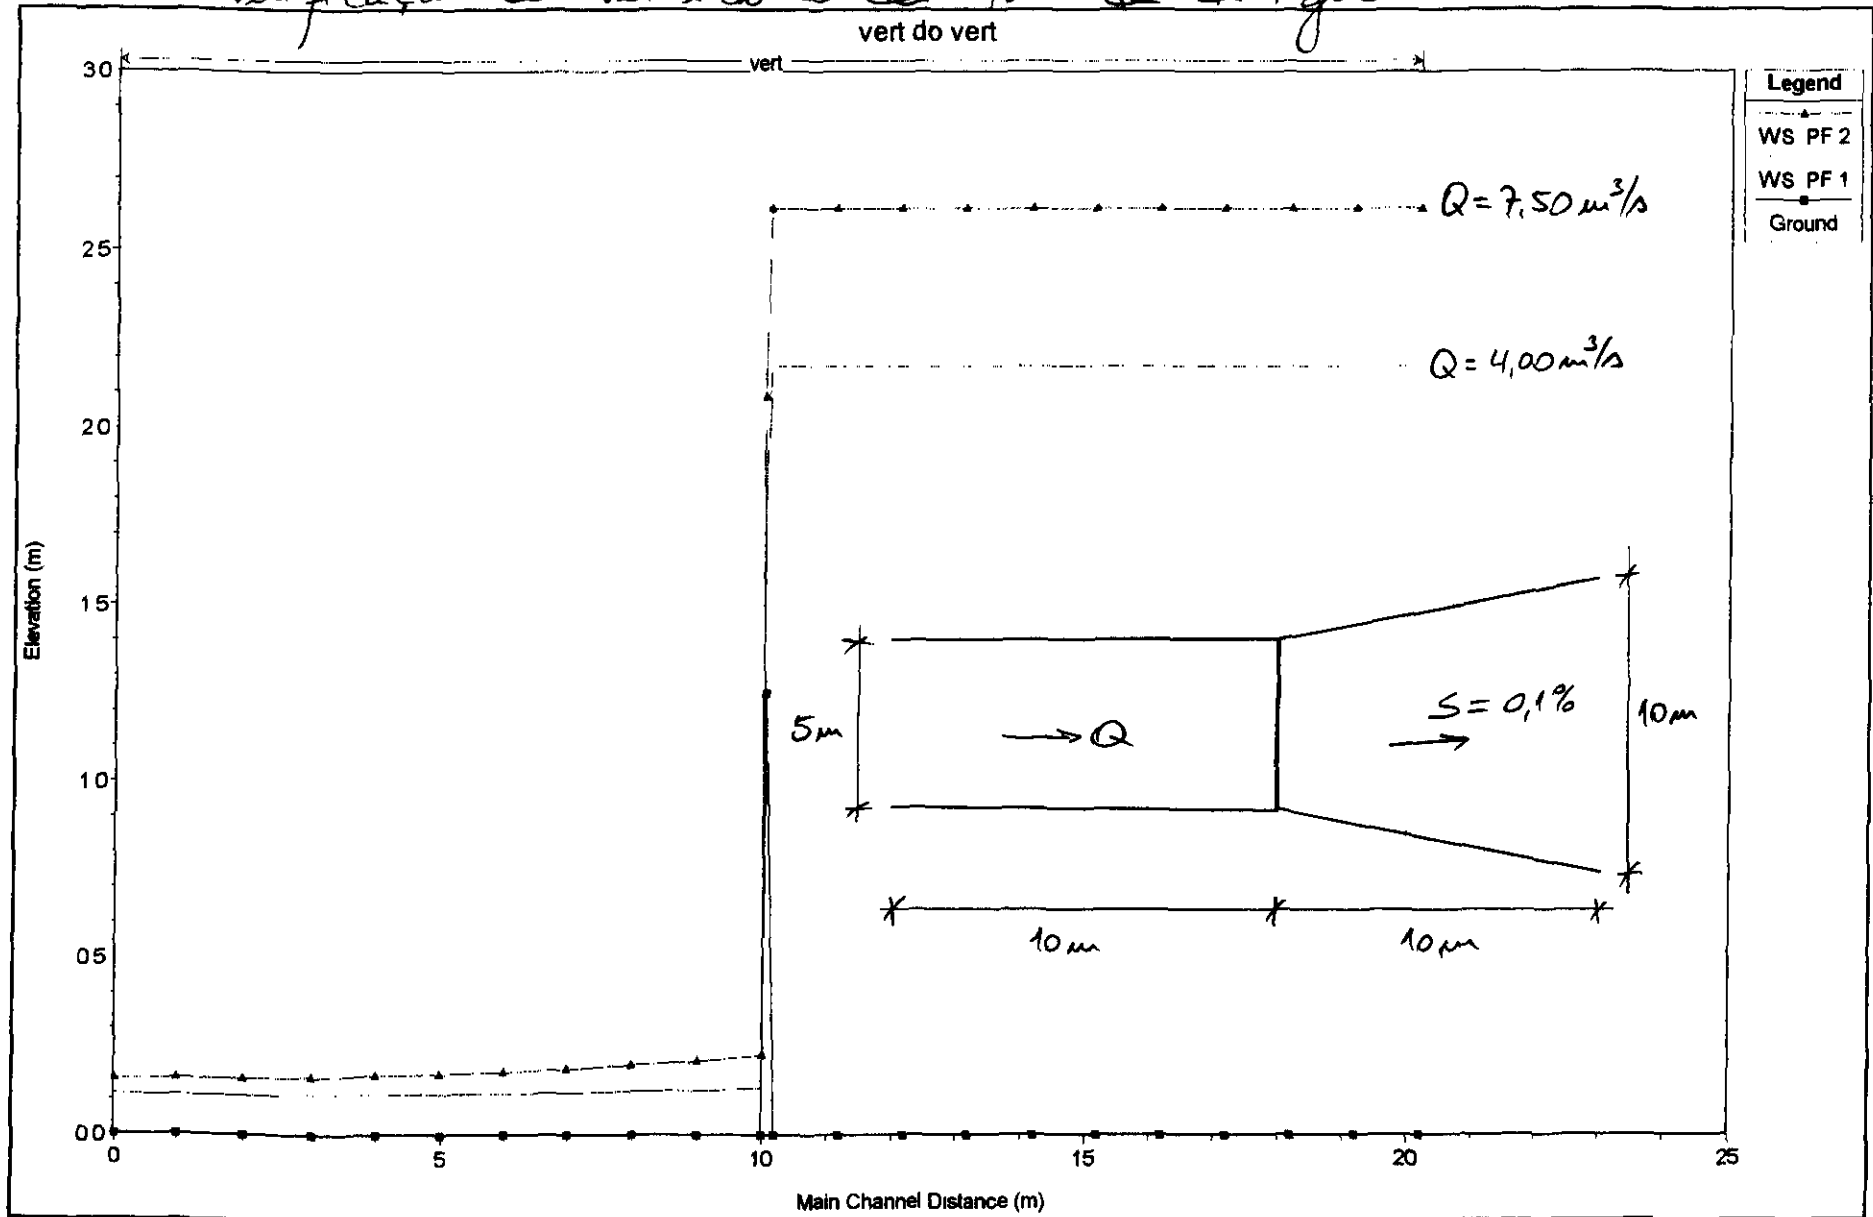 vert do vert
vert
Legend
WS PF 2
WS PF 1
Ground
30
25
20
15
10
05
00
Elevation (m)
Q = 7,50 m³/s
Q = 4,00 m³/s
5m
→ Q
S = 0,1%
10m
10m
10m
0
5
10
15
20
25
Main Channel Distance (m)